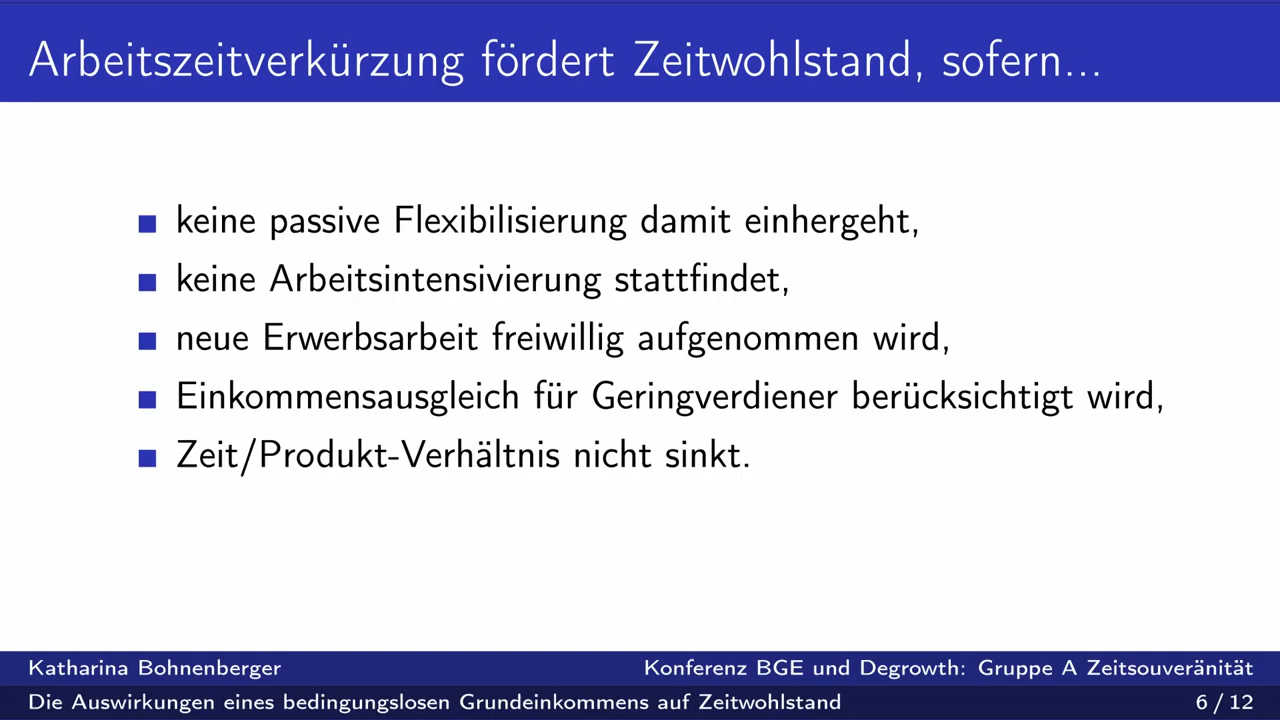 Arbeitszeitverkürzung fördert Zeitwohlstand, sofern...
keine passive Flexibilisierung damit einhergeht,
keine Arbeitsintensivierung stattfindet,
neue Erwerbsarbeit freiwillig aufgenommen wird,
Einkommensausgleich für Geringverdiener berücksichtigt wird,
Zeit/Produkt-Verhältnis nicht sinkt.
Katharina Bohnenberger Konferenz BGE und Degrowth: Gruppe A Zeitsouveränität
Die Auswirkungen eines bedingungslosen Grundeinkommens auf Zeitwohlstand 6 / 12